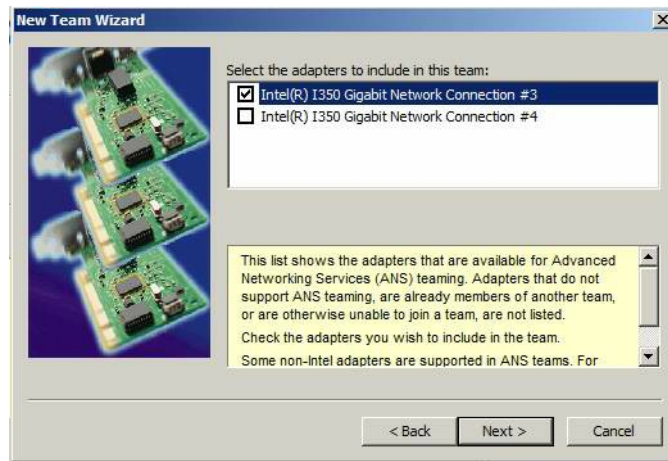 New Team Wizard
Select the adapters to include in this team:
Intel(R) I350 Gigabit Network Connection #3
Intel(R) I350 Gigabit Network Connection #4
This list shows the adapters that are available for Advanced
Networking Services (ANS) teaming. Adapters that do not
support ANS teaming, are already members of another team,
or are otherwise unable to join a team, are not listed.
Check the adapters you wish to include in the team.
Some non-Intel adapters are supported in ANS teams. For
< Back Next > Cancel